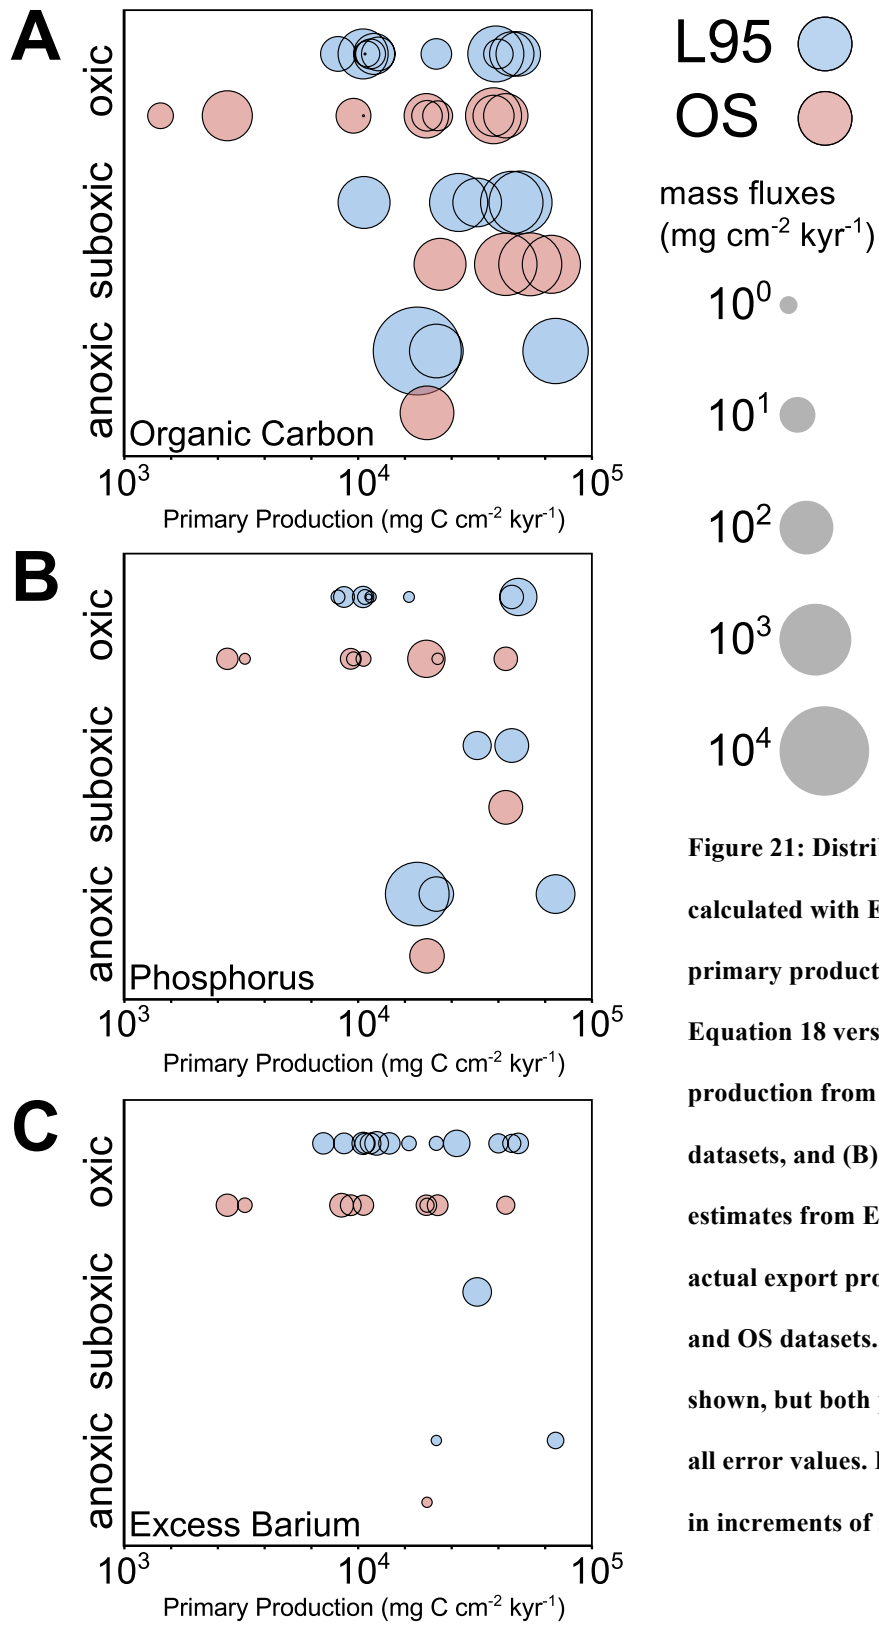 A
oxic
suboxic
anoxic
Organic Carbon
10³ 10⁴ 10⁵
Primary Production (mg C cm⁻² kyr⁻¹)
B
oxic
suboxic
anoxic
Phosphorus
10³ 10⁴ 10⁵
Primary Production (mg C cm⁻² kyr⁻¹)
C
oxic
suboxic
anoxic
Excess Barium
10³ 10⁴ 10⁵
Primary Production (mg C cm⁻² kyr⁻¹)
L95
OS
mass fluxes
(mg cm⁻² kyr⁻¹)
10⁰
10¹
10²
10³
10⁴
Figure 21:
calculated with
primary
Equation 18
production from
datasets, and (B)
estimates from
actual export
and OS datasets.
shown, but both
all error values.
in increments of